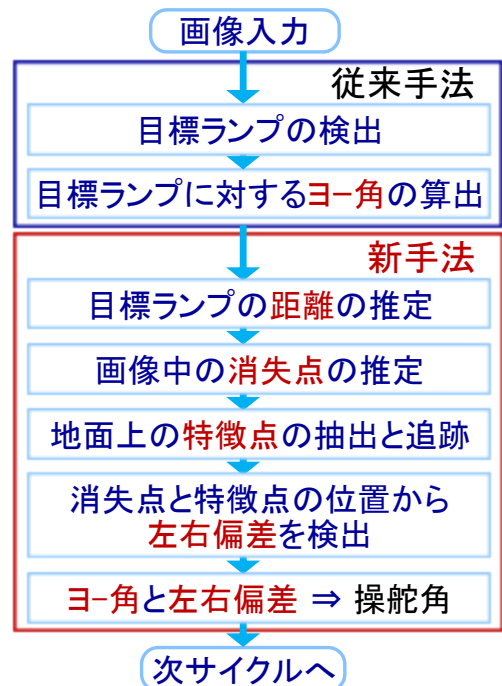 画像入力
従来手法
目標ランプの検出
目標ランプに対するヨー角の算出
新手法
目標ランプの距離の推定
画像中の消失点の推定
地面上の特徴点の抽出と追跡
消失点と特徴点の位置から
左右偏差を検出
ヨー角と左右偏差 ⇒ 操舵角
次サイクルへ